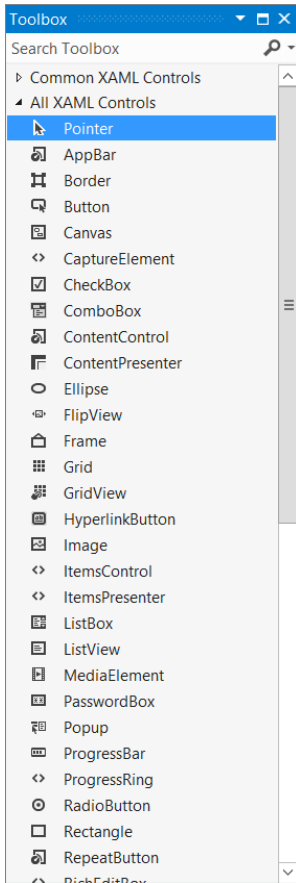 Toolbox
Search Toolbox
Common XAML Controls
All XAML Controls
Pointer
AppBar
Border
Button
Canvas
CaptureElement
CheckBox
ComboBox
ContentControl
ContentPresenter
Ellipse
FlipView
Frame
Grid
GridView
HyperlinkButton
Image
ItemsControl
ItemsPresenter
ListBox
ListView
MediaElement
PasswordBox
Popup
ProgressBar
ProgressRing
RadioButton
Rectangle
RepeatButton
RichEditBox